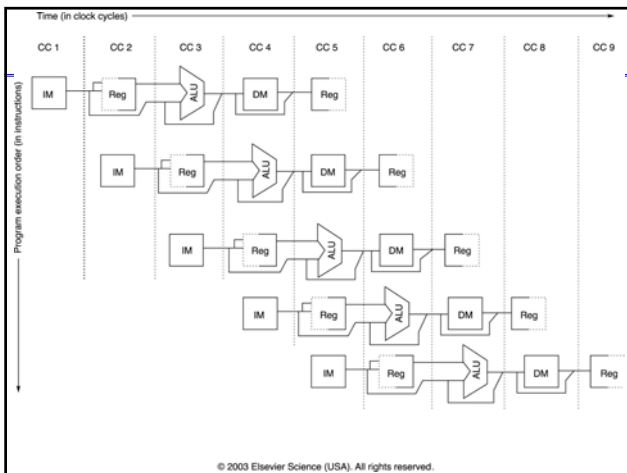 Time (in clock cycles)
CC 1 CC 2 CC 3 CC 4 CC 5 CC 6 CC 7 CC 8 CC 9
Program execution order (in instructions)
IM Reg ALU DM Reg
IM Reg ALU DM Reg
IM Reg ALU DM Reg
IM Reg ALU DM Reg
IM Reg ALU DM Reg
© 2003 Elsevier Science (USA). All rights reserved.